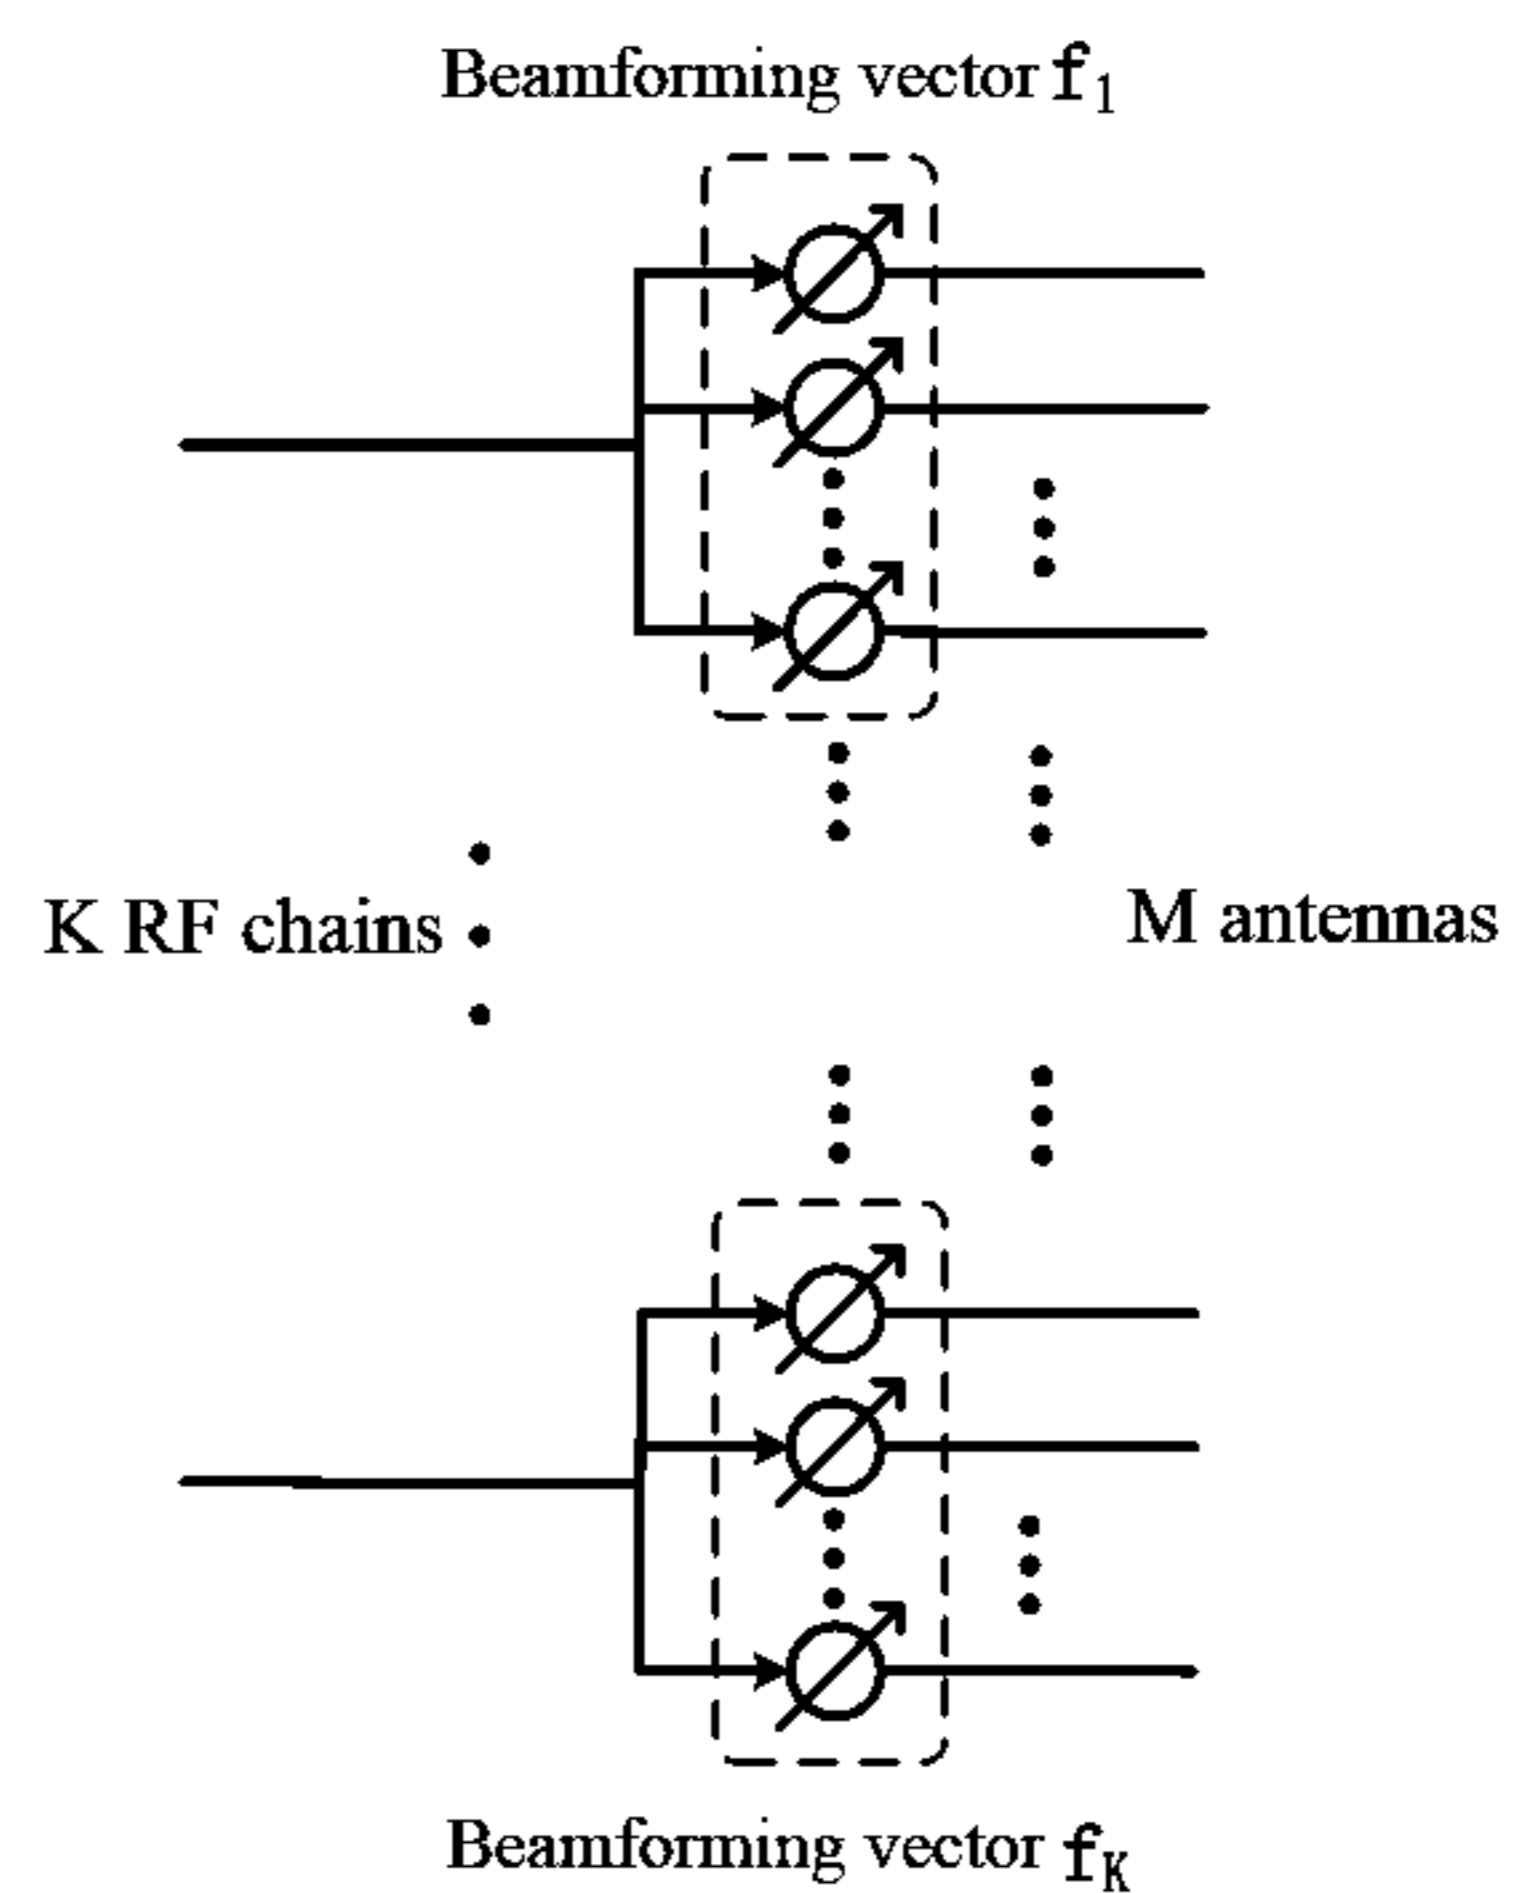 Beamforming vector f1
K RF chains
M antennas
Beamforming vector fK